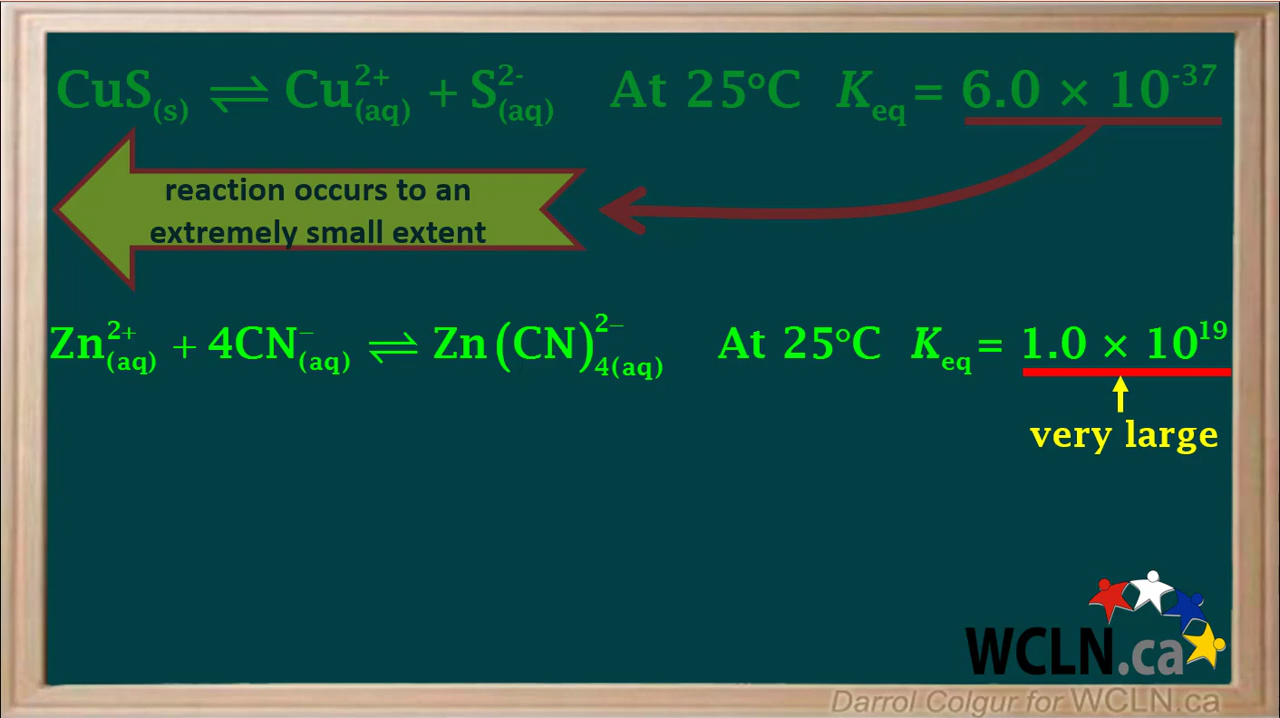 CuS(s) ⇌ Cu²⁺(aq) + S²⁻(aq) At 25°C Keq = 6.0 × 10⁻³⁷
reaction occurs to an
extremely small extent
Zn²⁺(aq) + 4CN⁻(aq) ⇌ Zn(CN)₄²⁻(aq) At 25°C Keq = 1.0 × 10¹⁹
very large
WCLN.ca
Darrol Colgur for WCLN.ca